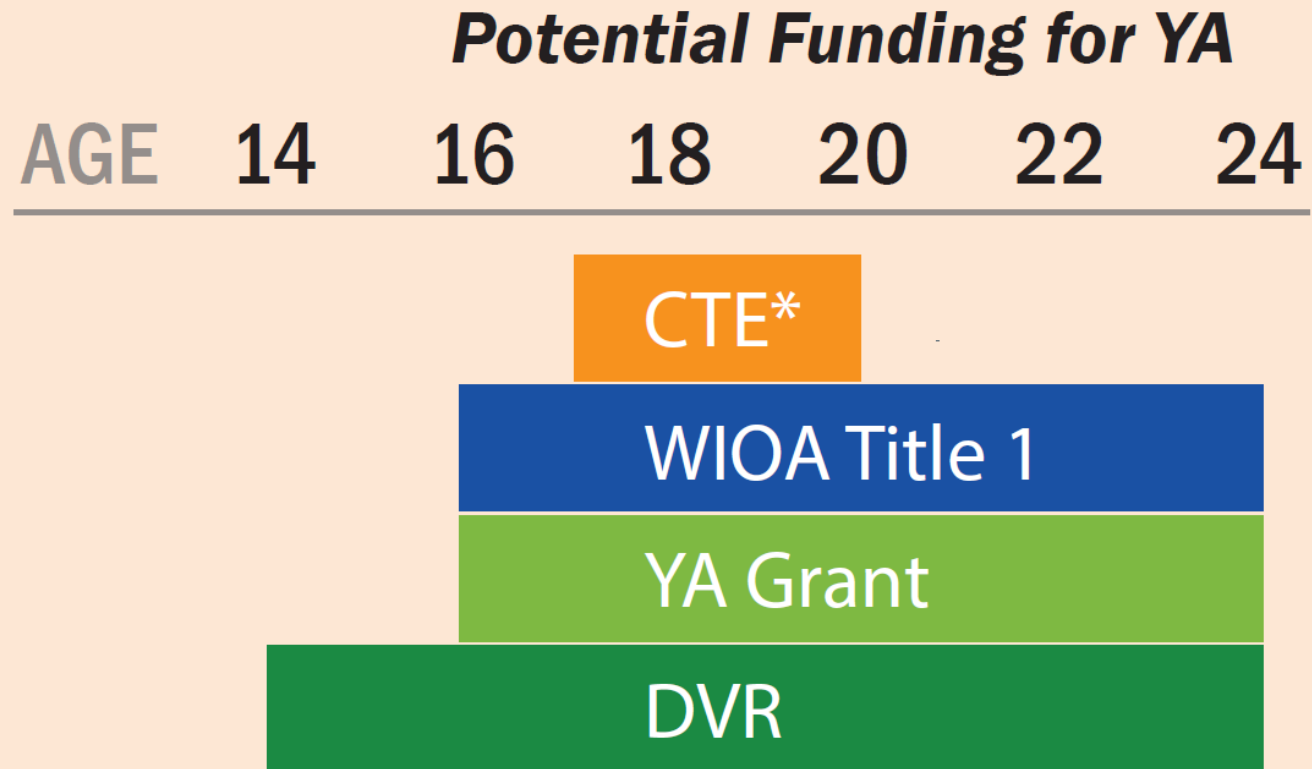 Potential Funding for YA
AGE 14 16 18 20 22 24
CTE*
WIOA Title 1
YA Grant
DVR